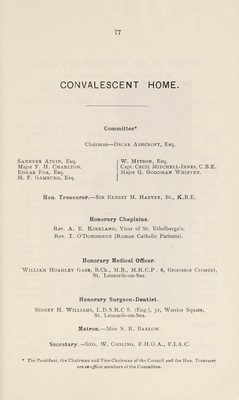 77
CONVALESCENT HOME.
Committee*
Chairman—OSCAR ASHCROFT, Esq.
SAWNEER ATKIN, Esq.
Major F. H. CHARLTON.
EDGAR FOA, Esq.
H. F. GAMBURG, Esq.
W. MITSON, Esq.
Capt. CECIL MITCHELL-INNES, C.B.E.
Major G. GOODMAN WHIFFEN.
Hon. Treasurer.—SIR ERNEST M. HARVEY, Bt., K.B.E.
Honorary Chaplains.
Rev. A. E. KIRKLAND, Vicar of St. Ethelburga's.
Rev. T. O'DONOGHUE (Roman Catholic Patients).
Honorary Medical Officer.
WILLIAM HOADLEY GABB, B.Ch., M.B., M.R.C.P., 6, Grosvenor Crescent,
St. Leonards-on-Sea.
Honorary Surgeon-Dentist.
SIDNEY H. WILLIAMS, L.D.S.R.C.S. (Eng.), 31, Warrior Square,
St. Leonards-on-Sea.
Matron.—Miss S. H. BARLOW.
Secretary.—GEO. W. COOLING, F.H.O.A., F.I.A.C.
* The President, the Chairman and Vice-Chairman of the Council and the Hon. Treasurer
are ex-officio members of the Committee.